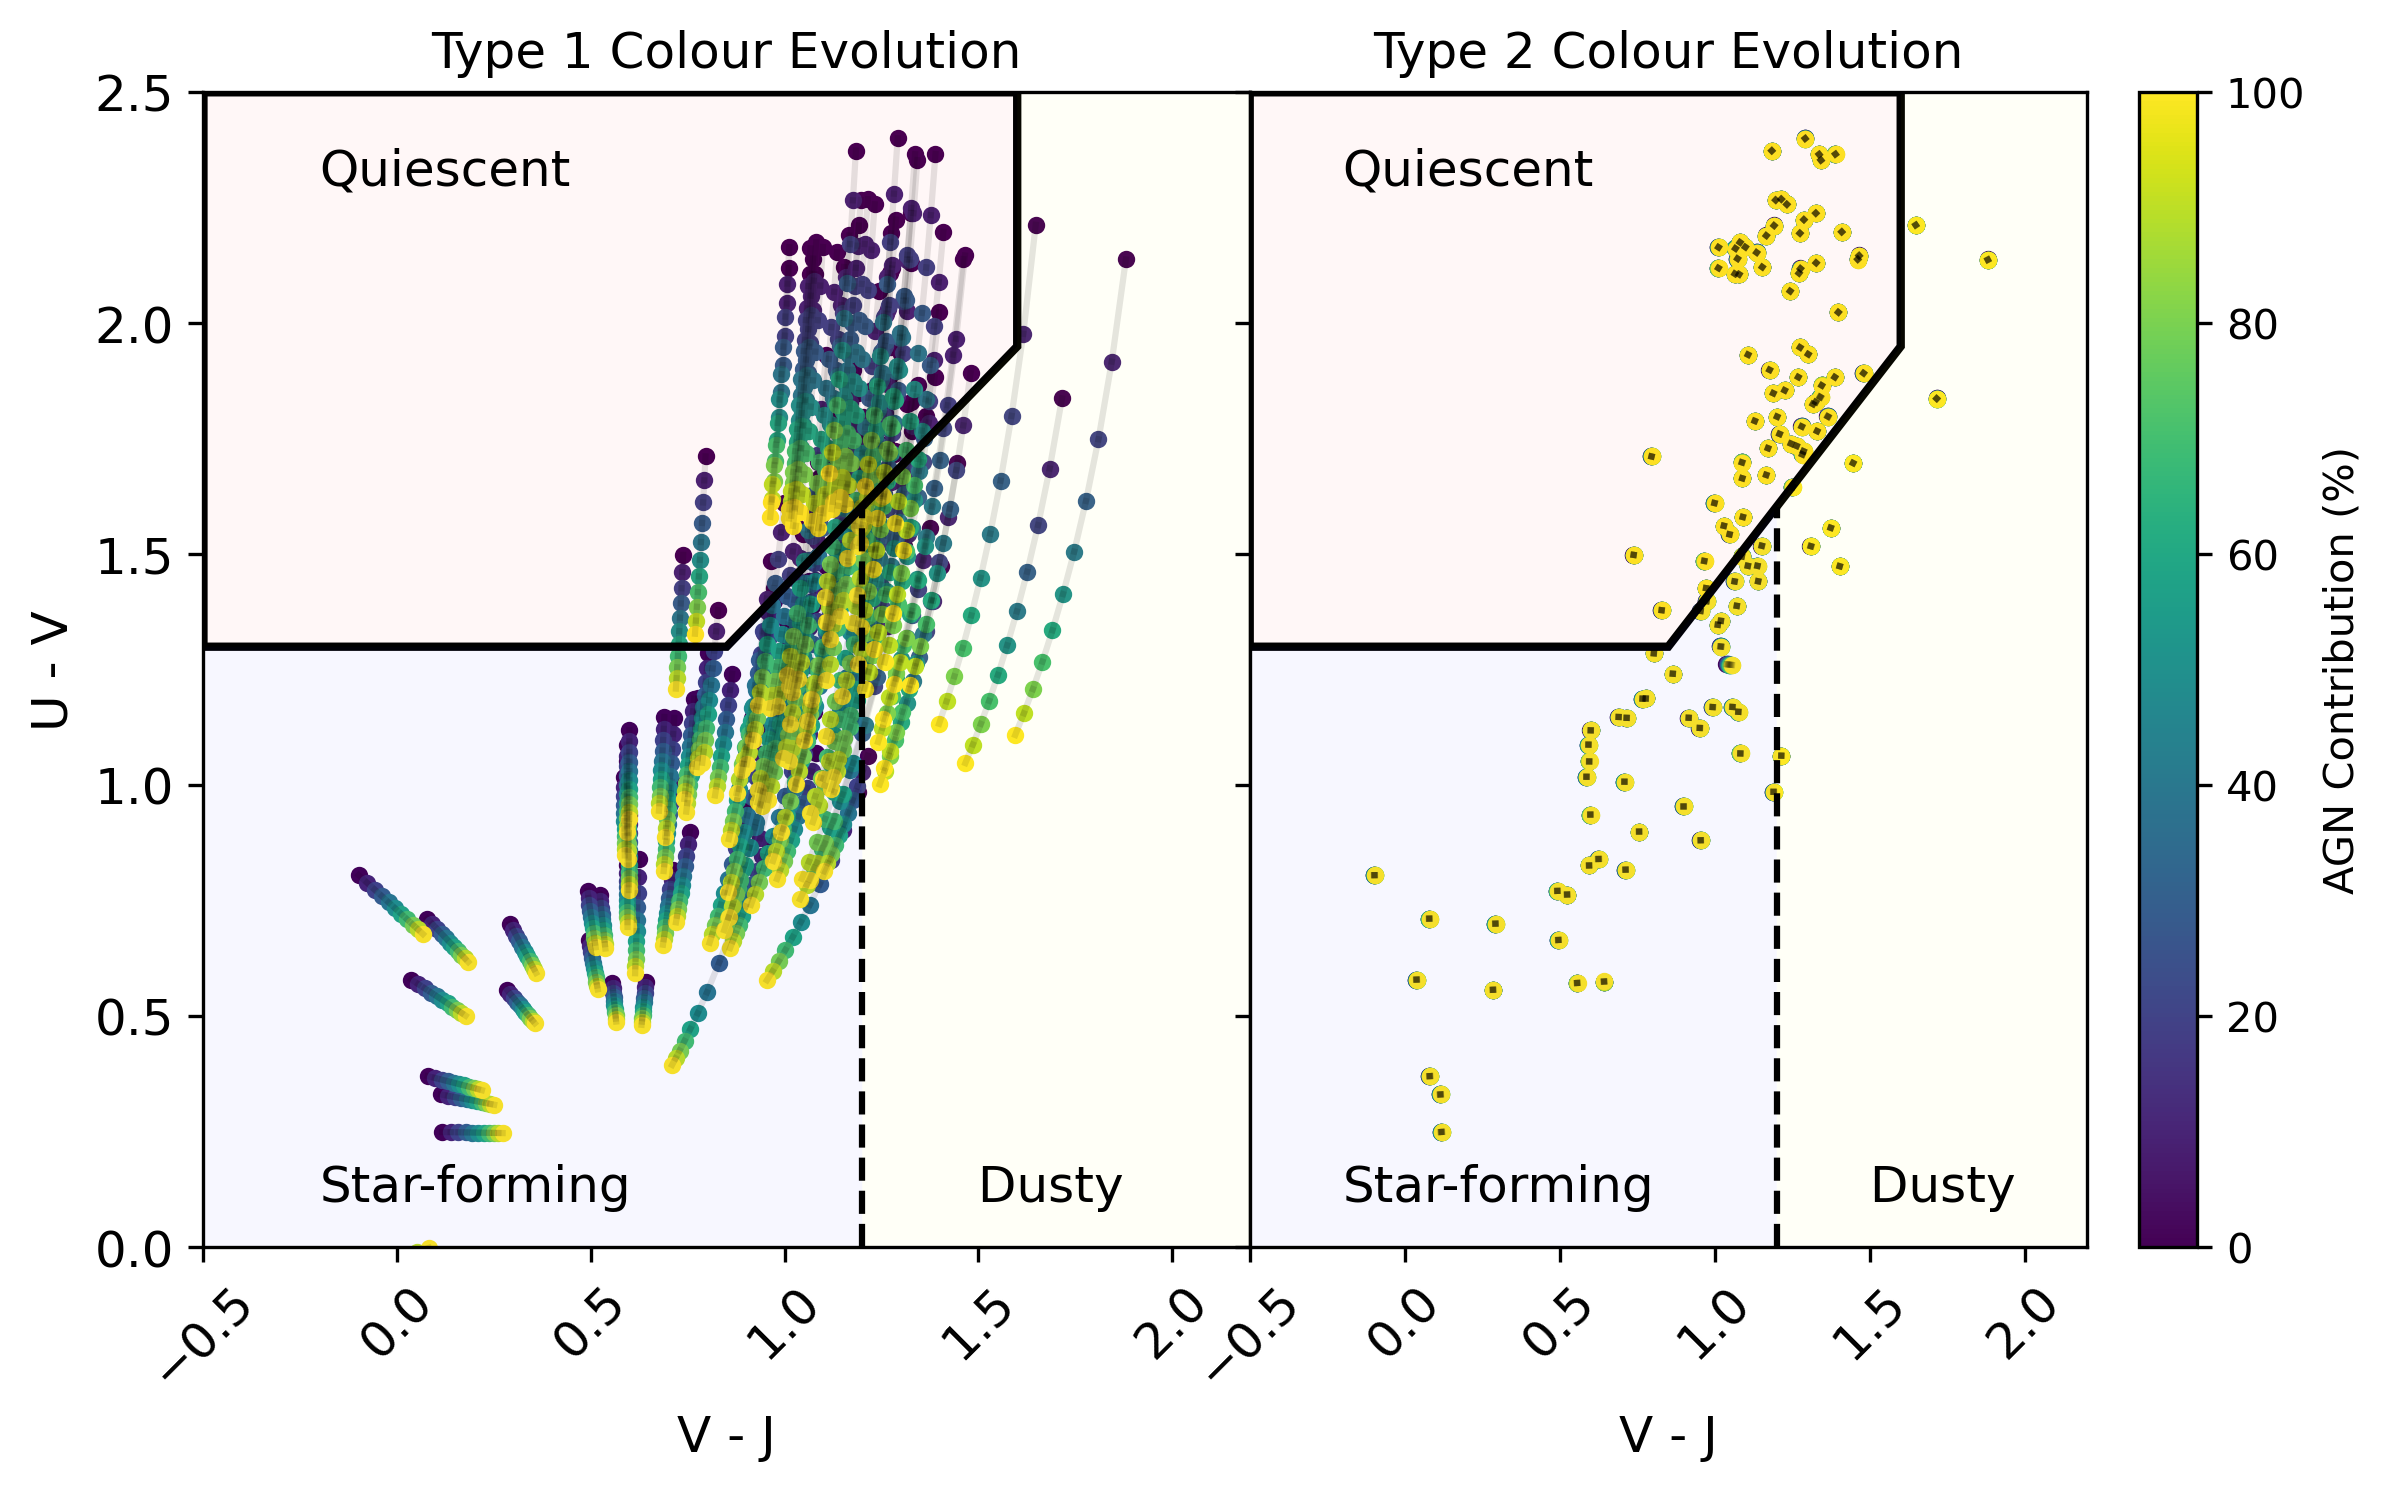 Type 1 Colour Evolution
Type 2 Colour Evolution
2.5
2.0
1.5
1.0
0.5
0.0
U - V
Quiescent
Star-forming
Dusty
Quiescent
Star-forming
Dusty
−0.5
0.0
0.5
1.0
1.5
2.0
−0.5
0.0
0.5
1.0
1.5
2.0
V - J
V - J
100
80
60
40
20
0
AGN Contribution (%)